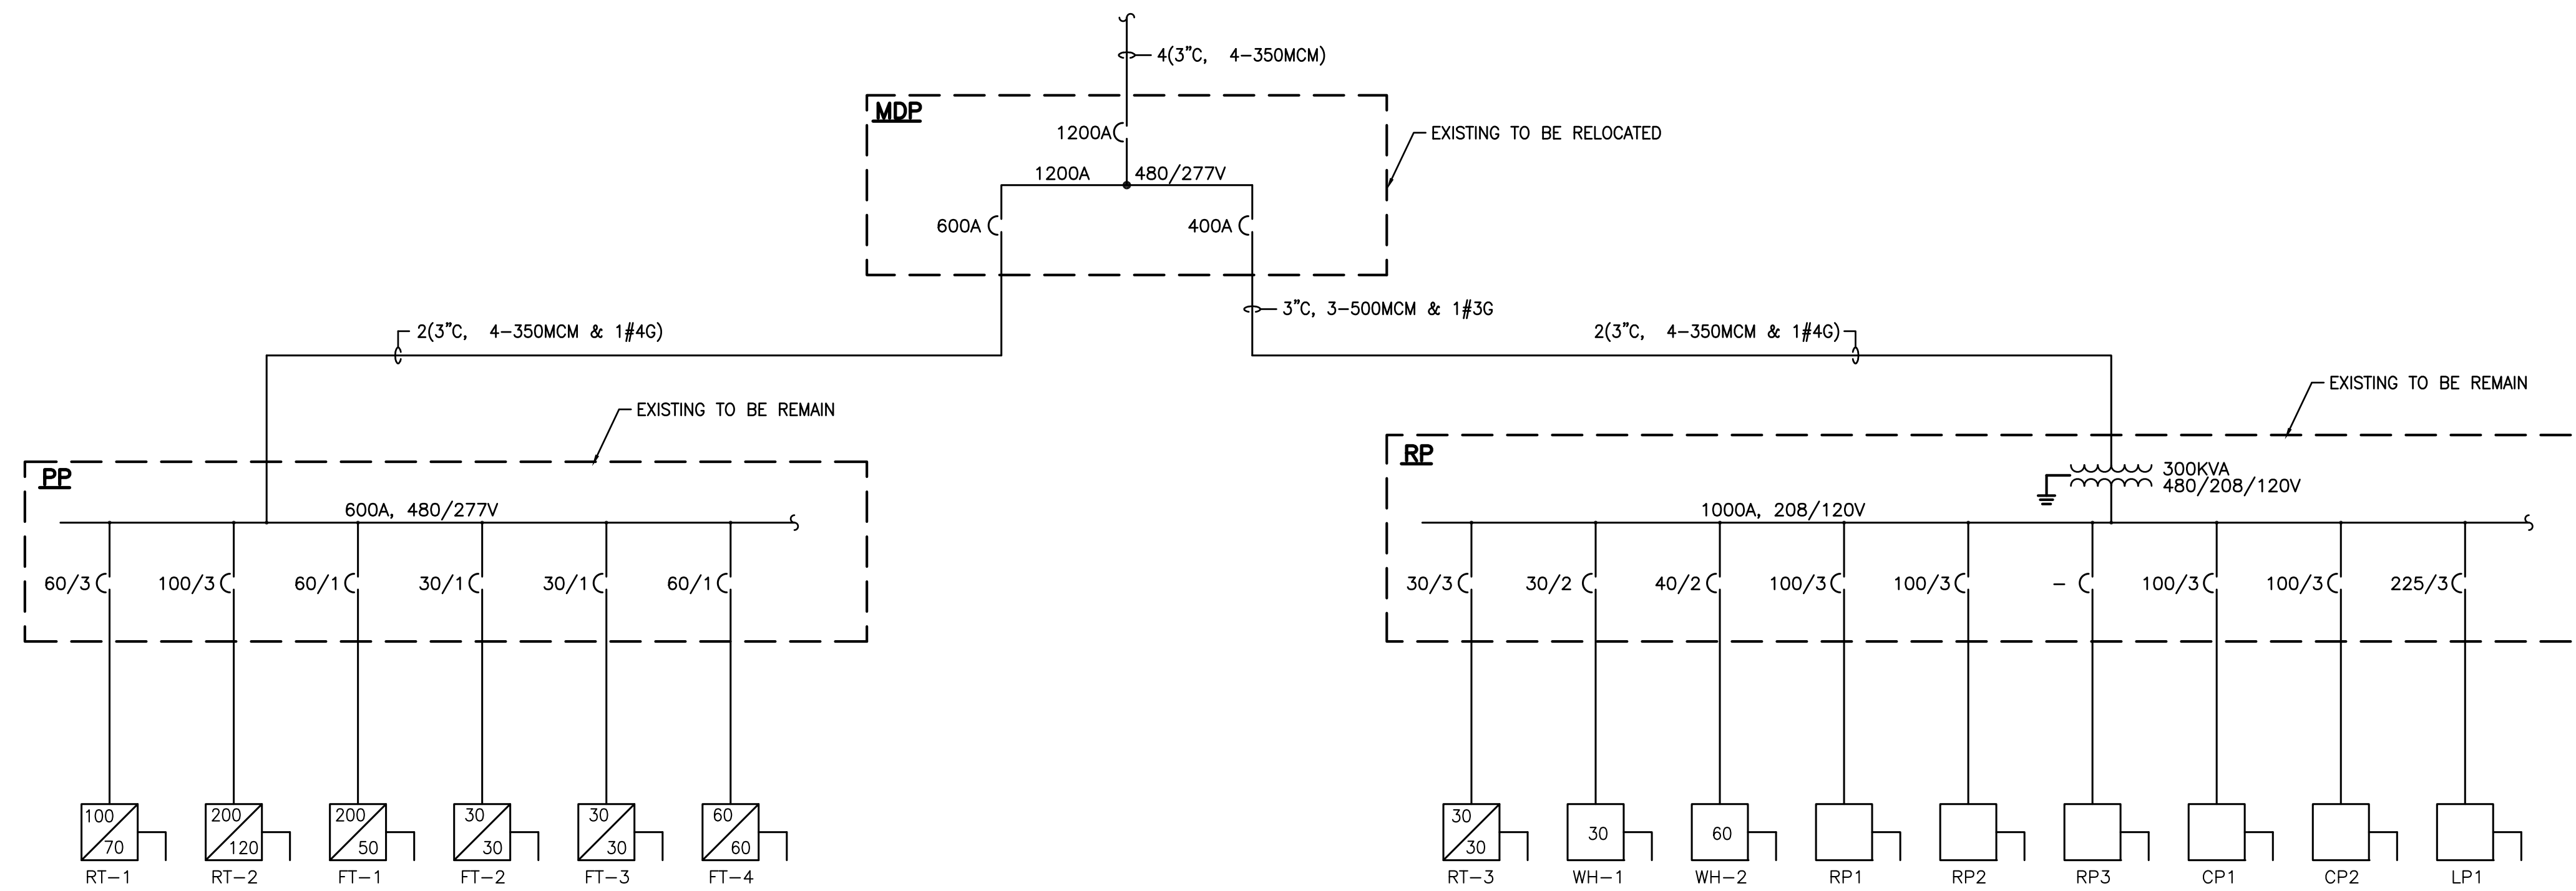 4(3"C, 4-350MCM)
MDP
1200A
EXISTING TO BE RELOCATED
1200A 480/277V
600A 400A
3"C, 3-500MCM & 1#3G
2(3"C, 4-350MCM & 1#4G)
2(3"C, 4-350MCM & 1#4G)
EXISTING TO BE REMAIN
EXISTING TO BE REMAIN
PP
600A, 480/277V
60/3 100/3 60/1 30/1 30/1 60/1
100 200 200 30 30 60
70 120 50 30 30 60
RT-1 RT-2 FT-1 FT-2 FT-3 FT-4
RP
300KVA
480/208/120V
1000A, 208/120V
30/3 30/2 40/2 100/3 100/3 - 100/3 100/3 225/3
30
30 30 60
RT-3 WH-1 WH-2 RP1 RP2 RP3 CP1 CP2 LP1